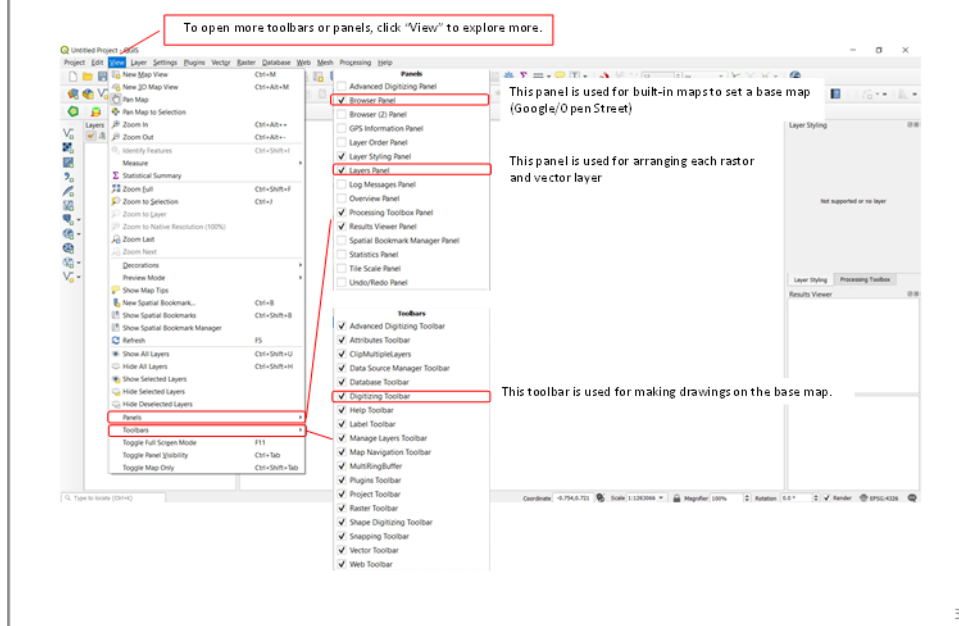 To open more toolbars or panels, click "View" to explore more.
Untitled Project - QGIS
Project Edit View Layer Settings Plugins Vector Raster Database Web Mesh Processing Help
New Map View Ctrl+M
New 3D Map View Ctrl+Alt+M
Pan Map
Pan Map to Selection
Zoom In Ctrl+Alt++
Zoom Out Ctrl+Alt+-
Identify Features Ctrl+Shift+I
Measure
Statistical Summary
Zoom Full Ctrl+Shift+F
Zoom to Selection Ctrl+J
Zoom to Layer
Zoom to Native Resolution (100%)
Zoom Last
Zoom Next
Decorations
Preview Mode
Show Map Tips
New Spatial Bookmark... Ctrl+B
Show Spatial Bookmarks Ctrl+Shift+B
Show Spatial Bookmark Manager
Refresh F5
Show All Layers Ctrl+Shift+U
Hide All Layers Ctrl+Shift+H
Show Selected Layers
Hide Selected Layers
Hide Deselected Layers
Panels
Toolbars
Toggle Full Screen Mode F11
Toggle Panel Visibility Ctrl+Tab
Toggle Map Only Ctrl+Shift+Tab
Layers
Panels
Advanced Digitizing Panel
Browser Panel
Browser (2) Panel
GPS Information Panel
Layer Order Panel
Layer Styling Panel
Layers Panel
Log Messages Panel
Overview Panel
Processing Toolbox Panel
Results Viewer Panel
Spatial Bookmark Manager Panel
Statistics Panel
Tile Scale Panel
Undo/Redo Panel
Toolbars
Advanced Digitizing Toolbar
Attributes Toolbar
ClipMultipleLayers
Data Source Manager Toolbar
Database Toolbar
Digitizing Toolbar
Help Toolbar
Label Toolbar
Manage Layers Toolbar
Map Navigation Toolbar
MultiRingBuffer
Plugins Toolbar
Project Toolbar
Raster Toolbar
Shape Digitizing Toolbar
Snapping Toolbar
Vector Toolbar
Web Toolbar
This panel is used for built-in maps to set a base map
(Google/Open Street)
This panel is used for arranging each rastor
and vector layer
This toolbar is used for making drawings on the base map.
Layer Styling
Not supported or no layer
Layer Styling Processing Toolbox
Results Viewer
Type to locate (Ctrl+K)
Coordinate -0.754,0.721 Scale 1:1263066 Magnifier 100% Rotation 0.0 ° Render EPSG:4326
3